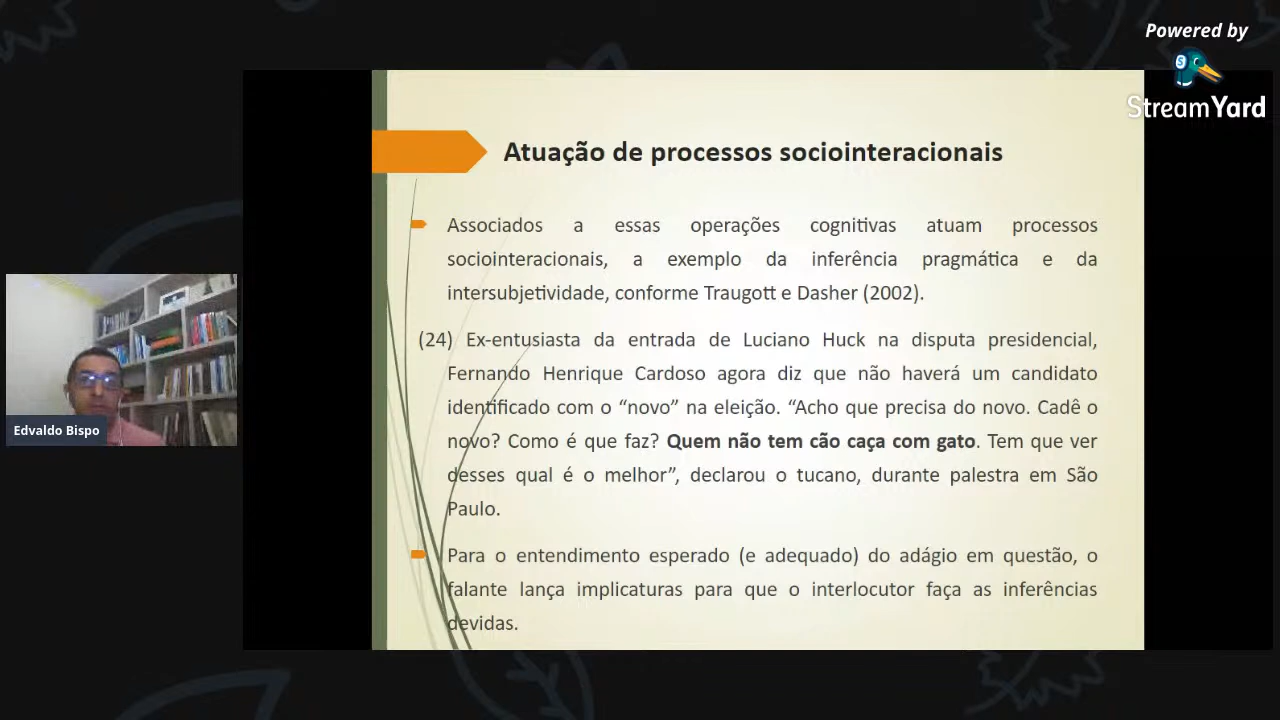 Powered by
StreamYard
Atuação de processos sociointeracionais
Associados a essas operações cognitivas atuam processos
sociointeracionais, a exemplo da inferência pragmática e da
intersubjetividade, conforme Traugott e Dasher (2002).
(24) Ex-entusiasta da entrada de Luciano Huck na disputa presidencial,
Fernando Henrique Cardoso agora diz que não haverá um candidato
identificado com o “novo” na eleição. “Acho que precisa do novo. Cadê o
novo? Como é que faz? Quem não tem cão caça com gato. Tem que ver
desses qual é o melhor”, declarou o tucano, durante palestra em São
Paulo.
Para o entendimento esperado (e adequado) do adágio em questão, o
falante lança implicaturas para que o interlocutor faça as inferências
devidas.
Edvaldo Bispo